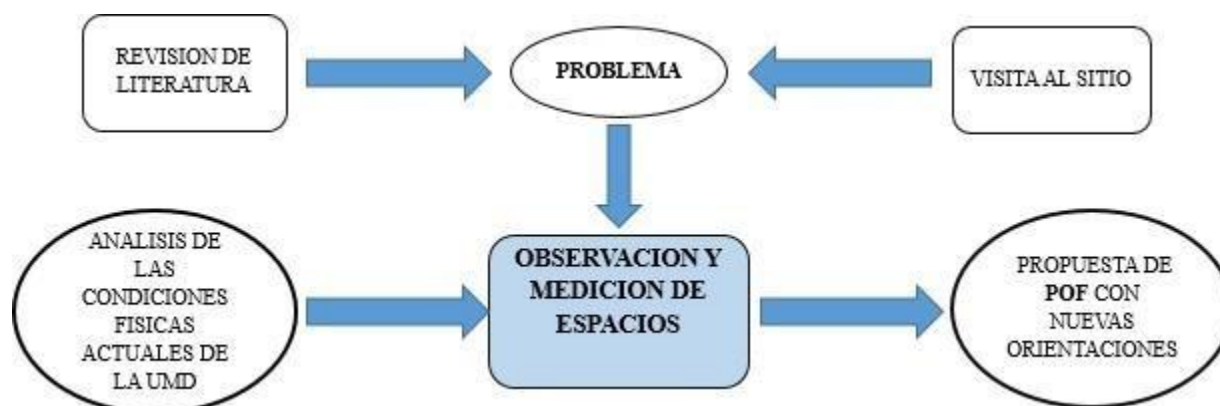 REVISION DE
LITERATURA
PROBLEMA
VISITA AL SITIO
ANALISIS DE
LAS
CONDICIONES
FISICAS
ACTUALES DE
LA UMD
OBSERVACION Y
MEDICION DE
ESPACIOS
PROPUESTA DE
POF CON
NUEVAS
ORIENTACIONES